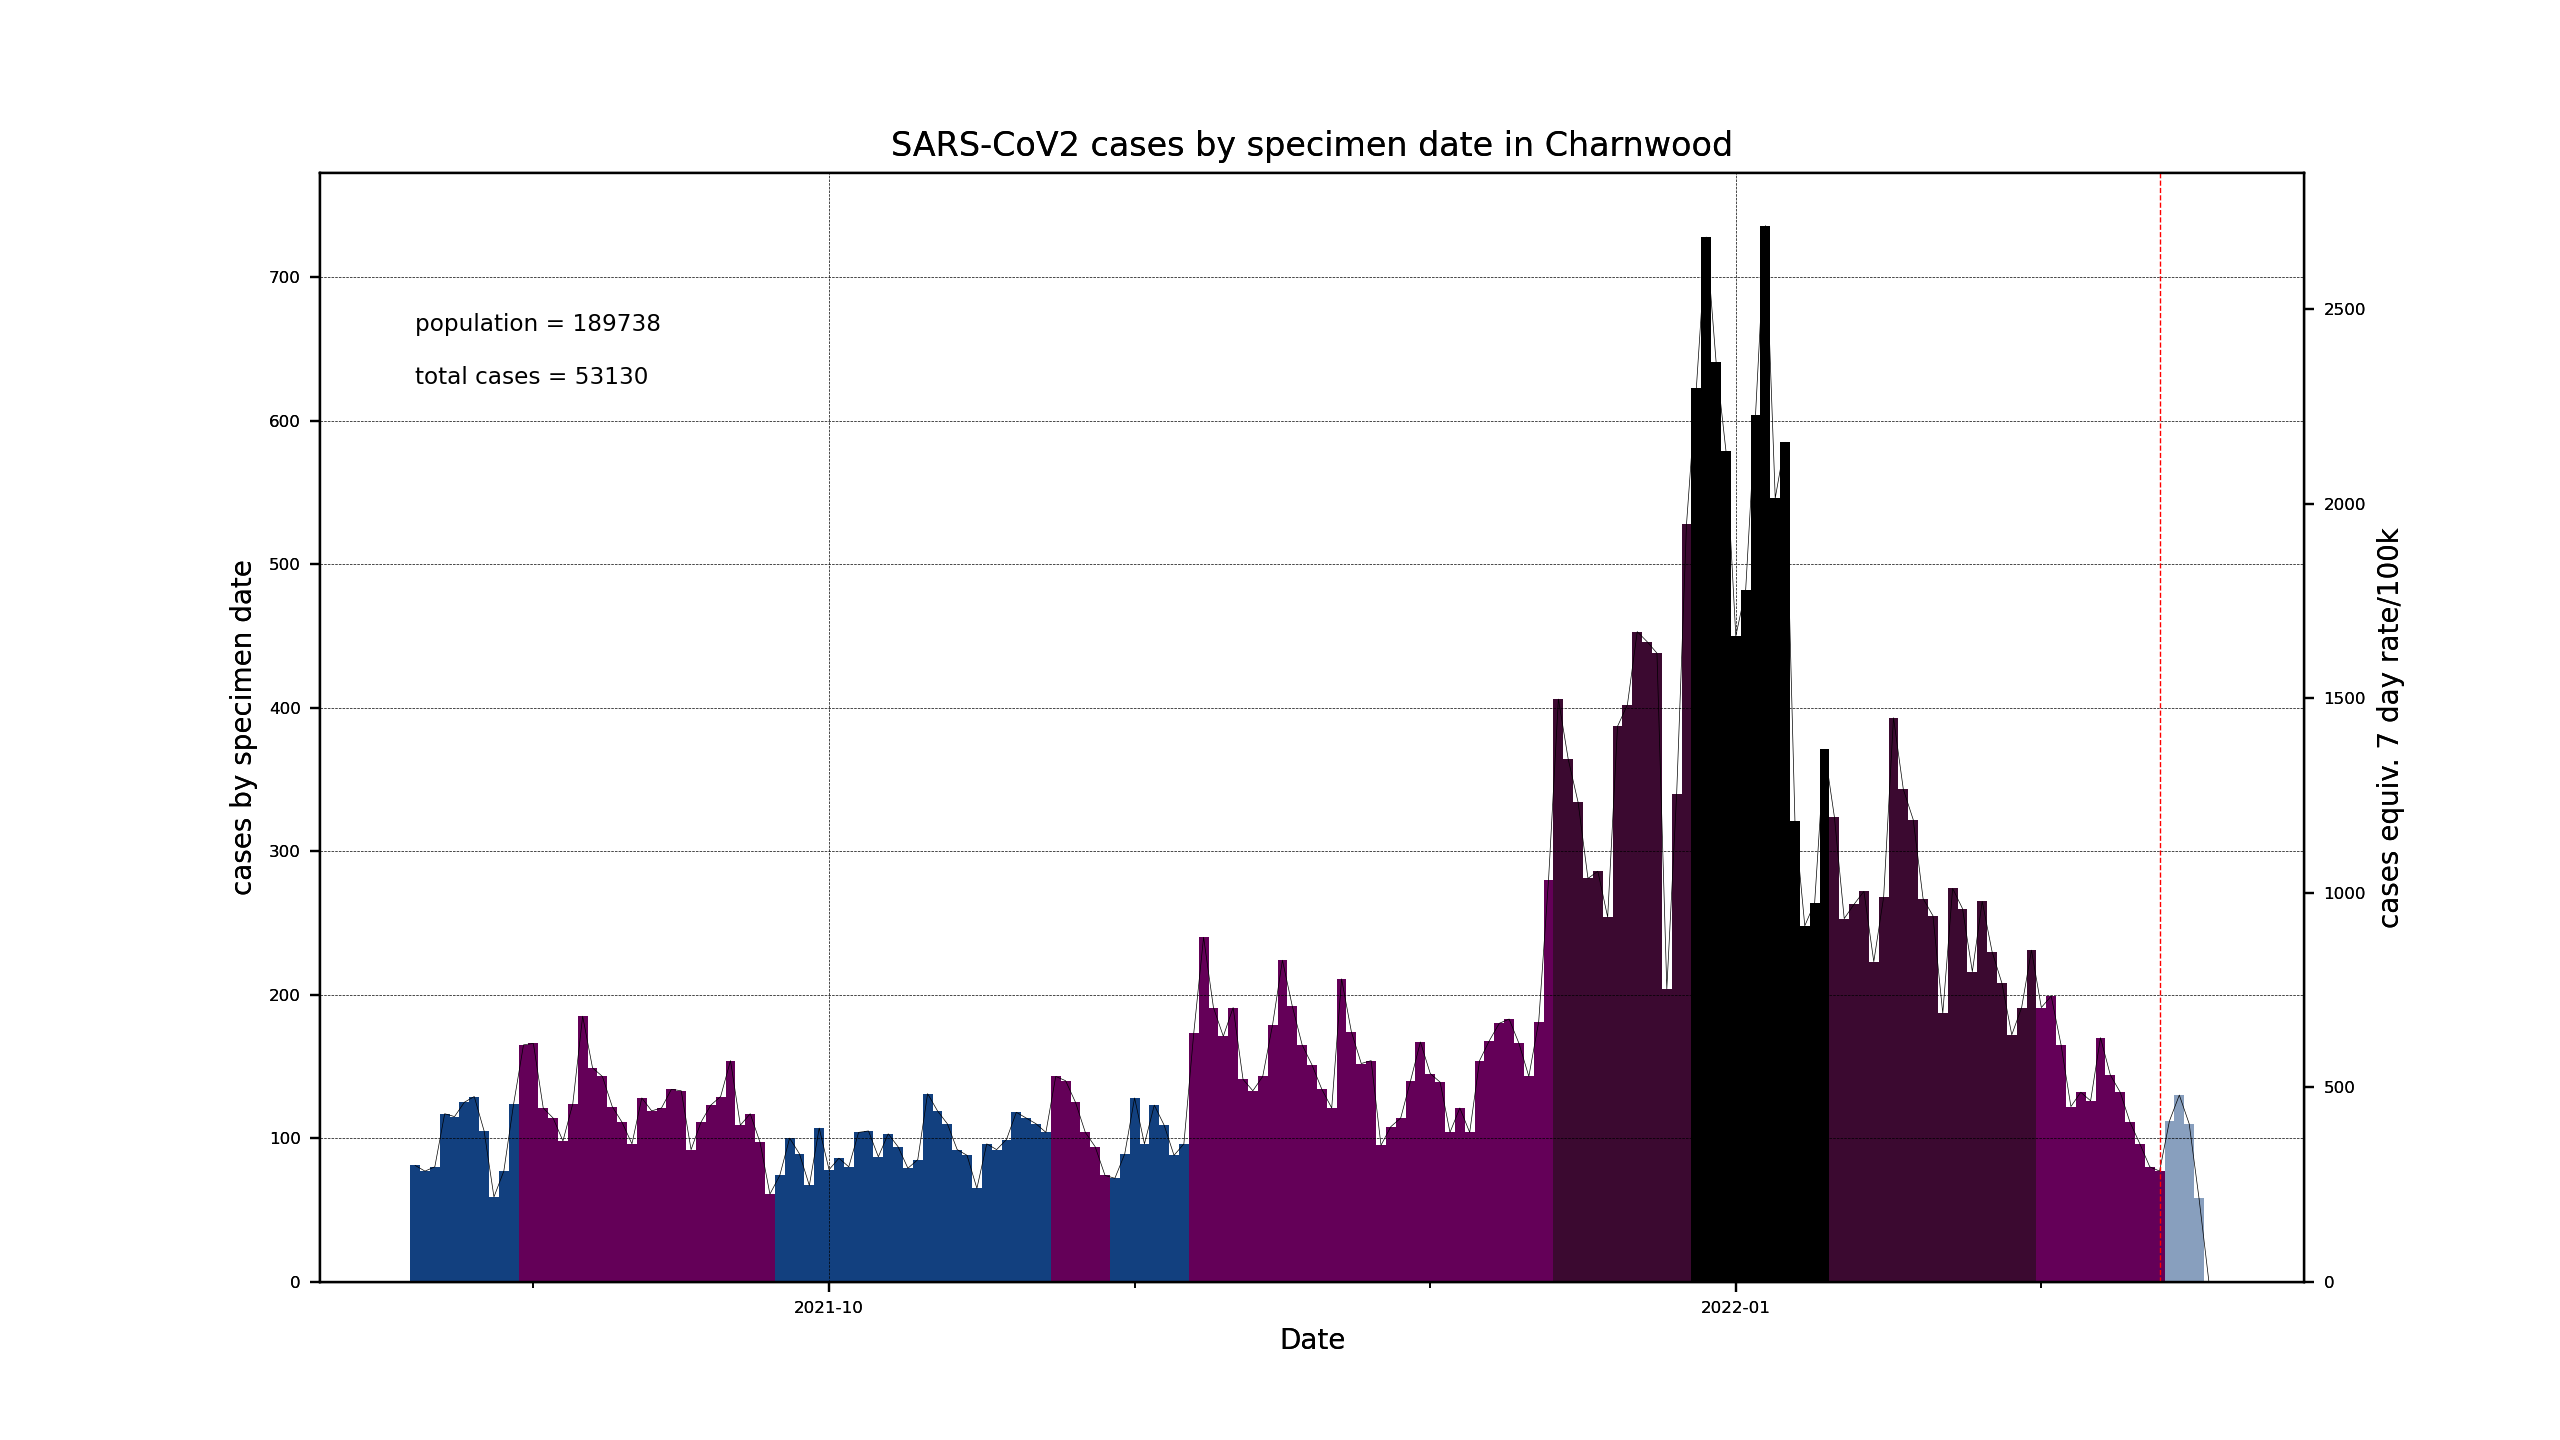 SARS-CoV2 cases by specimen date in Charnwood
population = 189738
total cases = 53130
cases by specimen date
700
600
500
400
300
200
100
0
2500
2000
1500
1000
500
0
cases equiv. 7 day rate/100k
2021-10
2022-01
Date